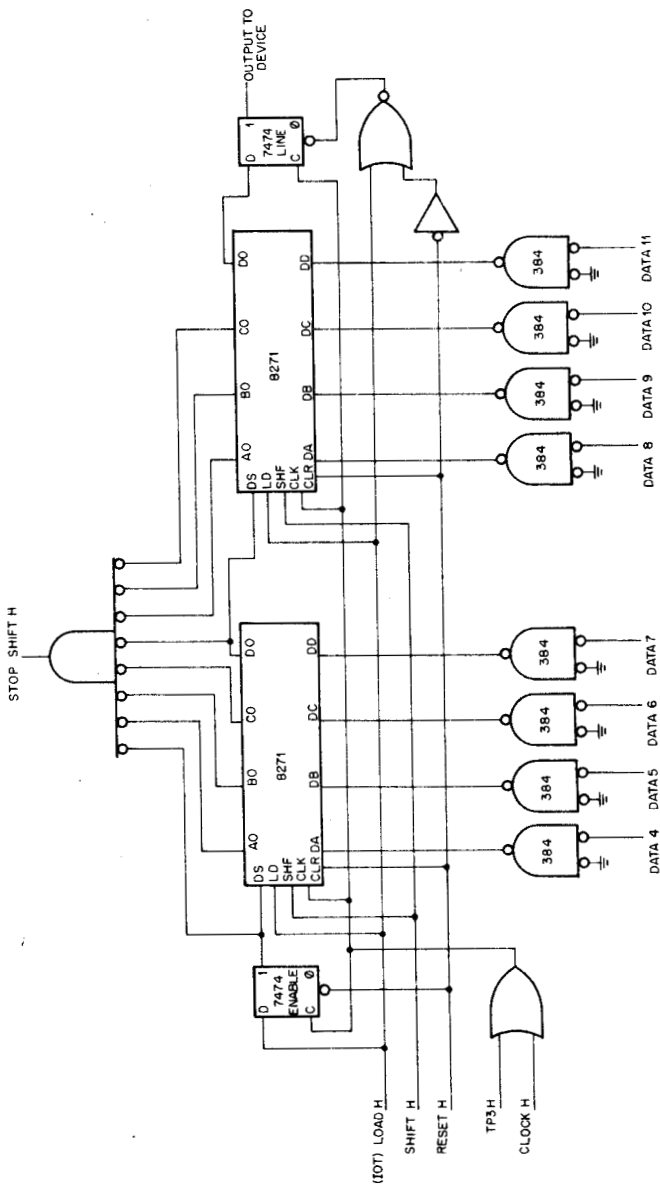 STOP SHIFT H
OUTPUT TO
DEVICE
D 1
7474
LINE
C 0
AO BO CO DO
DS
LD
SHF
CLK
CLR DA DB DC DD
8271
AO BO CO DO
DS
LD
SHF
CLK
CLR DA DB DC DD
8271
D 1
7474
ENABLE
C 0
384
384
384
384
384
384
384
384
DATA 4
DATA 5
DATA 6
DATA 7
DATA 8
DATA 9
DATA 10
DATA 11
(IOT) LOAD H
SHIFT H
RESET H
TP3 H
CLOCK H